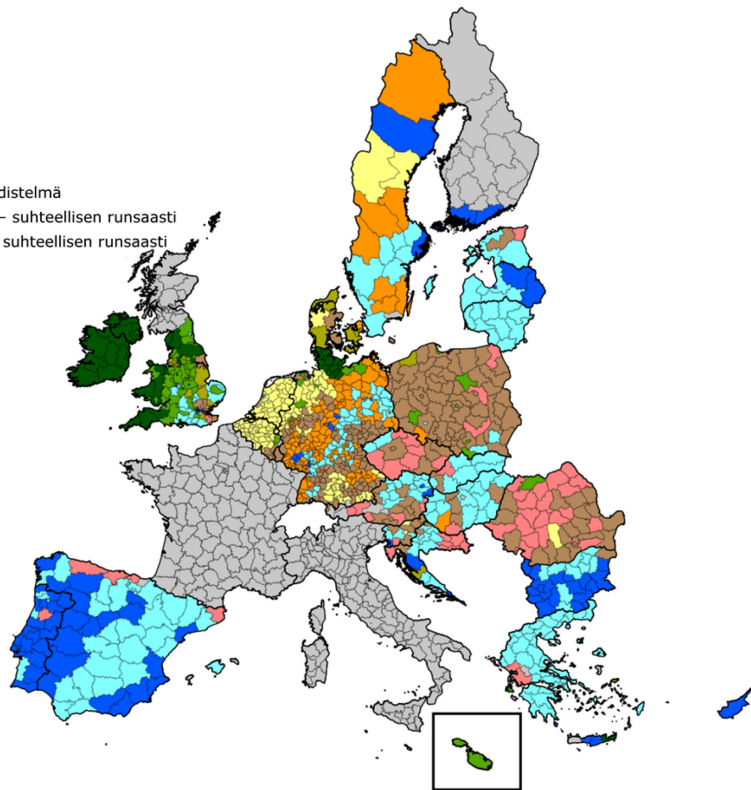 distelmä
– suhteellisen runsaasti
suhteellisen runsaasti